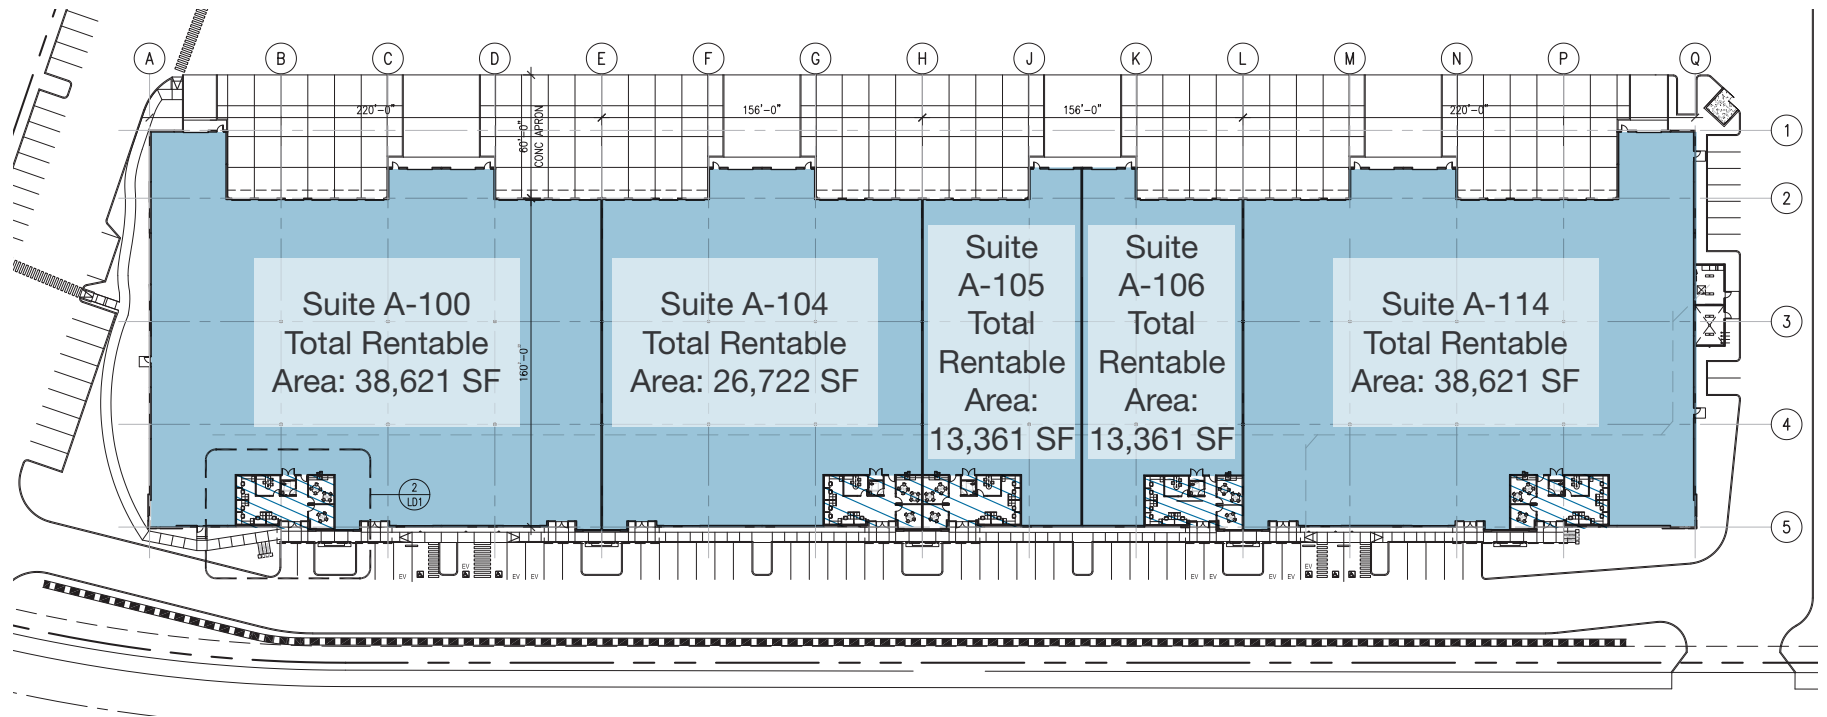 A B C D E F G H J K L M N P Q
220'-0" 156'-0" 156'-0" 220'-0"
60'-0"
CONC APRON
1
2
3
4
5
Suite A-100
Total Rentable
Area: 38,621 SF
160'-0"
Suite A-104
Total Rentable
Area: 26,722 SF
Suite
A-105
Total
Rentable
Area:
13,361 SF
Suite
A-106
Total
Rentable
Area:
13,361 SF
Suite A-114
Total Rentable
Area: 38,621 SF
2
LD1
EV EV EV EV EV EV EV EV EV